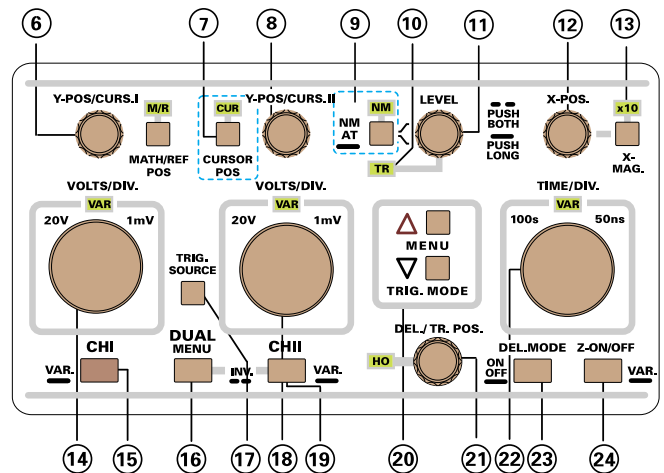 6 7 8 9 10 11 12 13
Y-POS/CURS.I
M/R
MATH/REF
POS
CUR
CURSOR
POS
Y-POS/CURS.II
NM
AT
NM
TR
LEVEL
PUSH
BOTH
PUSH
LONG
X-POS.
x10
X-
MAG.
VOLTS/DIV.
VAR
20V 1mV
TRIG.
SOURCE
VOLTS/DIV.
VAR
20V 1mV
MENU
TRIG. MODE
TIME/DIV.
VAR
100s 50ns
VAR.
CHI
DUAL
MENU
INV.
CHII
VAR.
HO
DEL./ TR. POS.
ON
OFF
DEL.MODE
Z-ON/OFF
VAR.
14 15 16 17 18 19 20 21 22 23 24